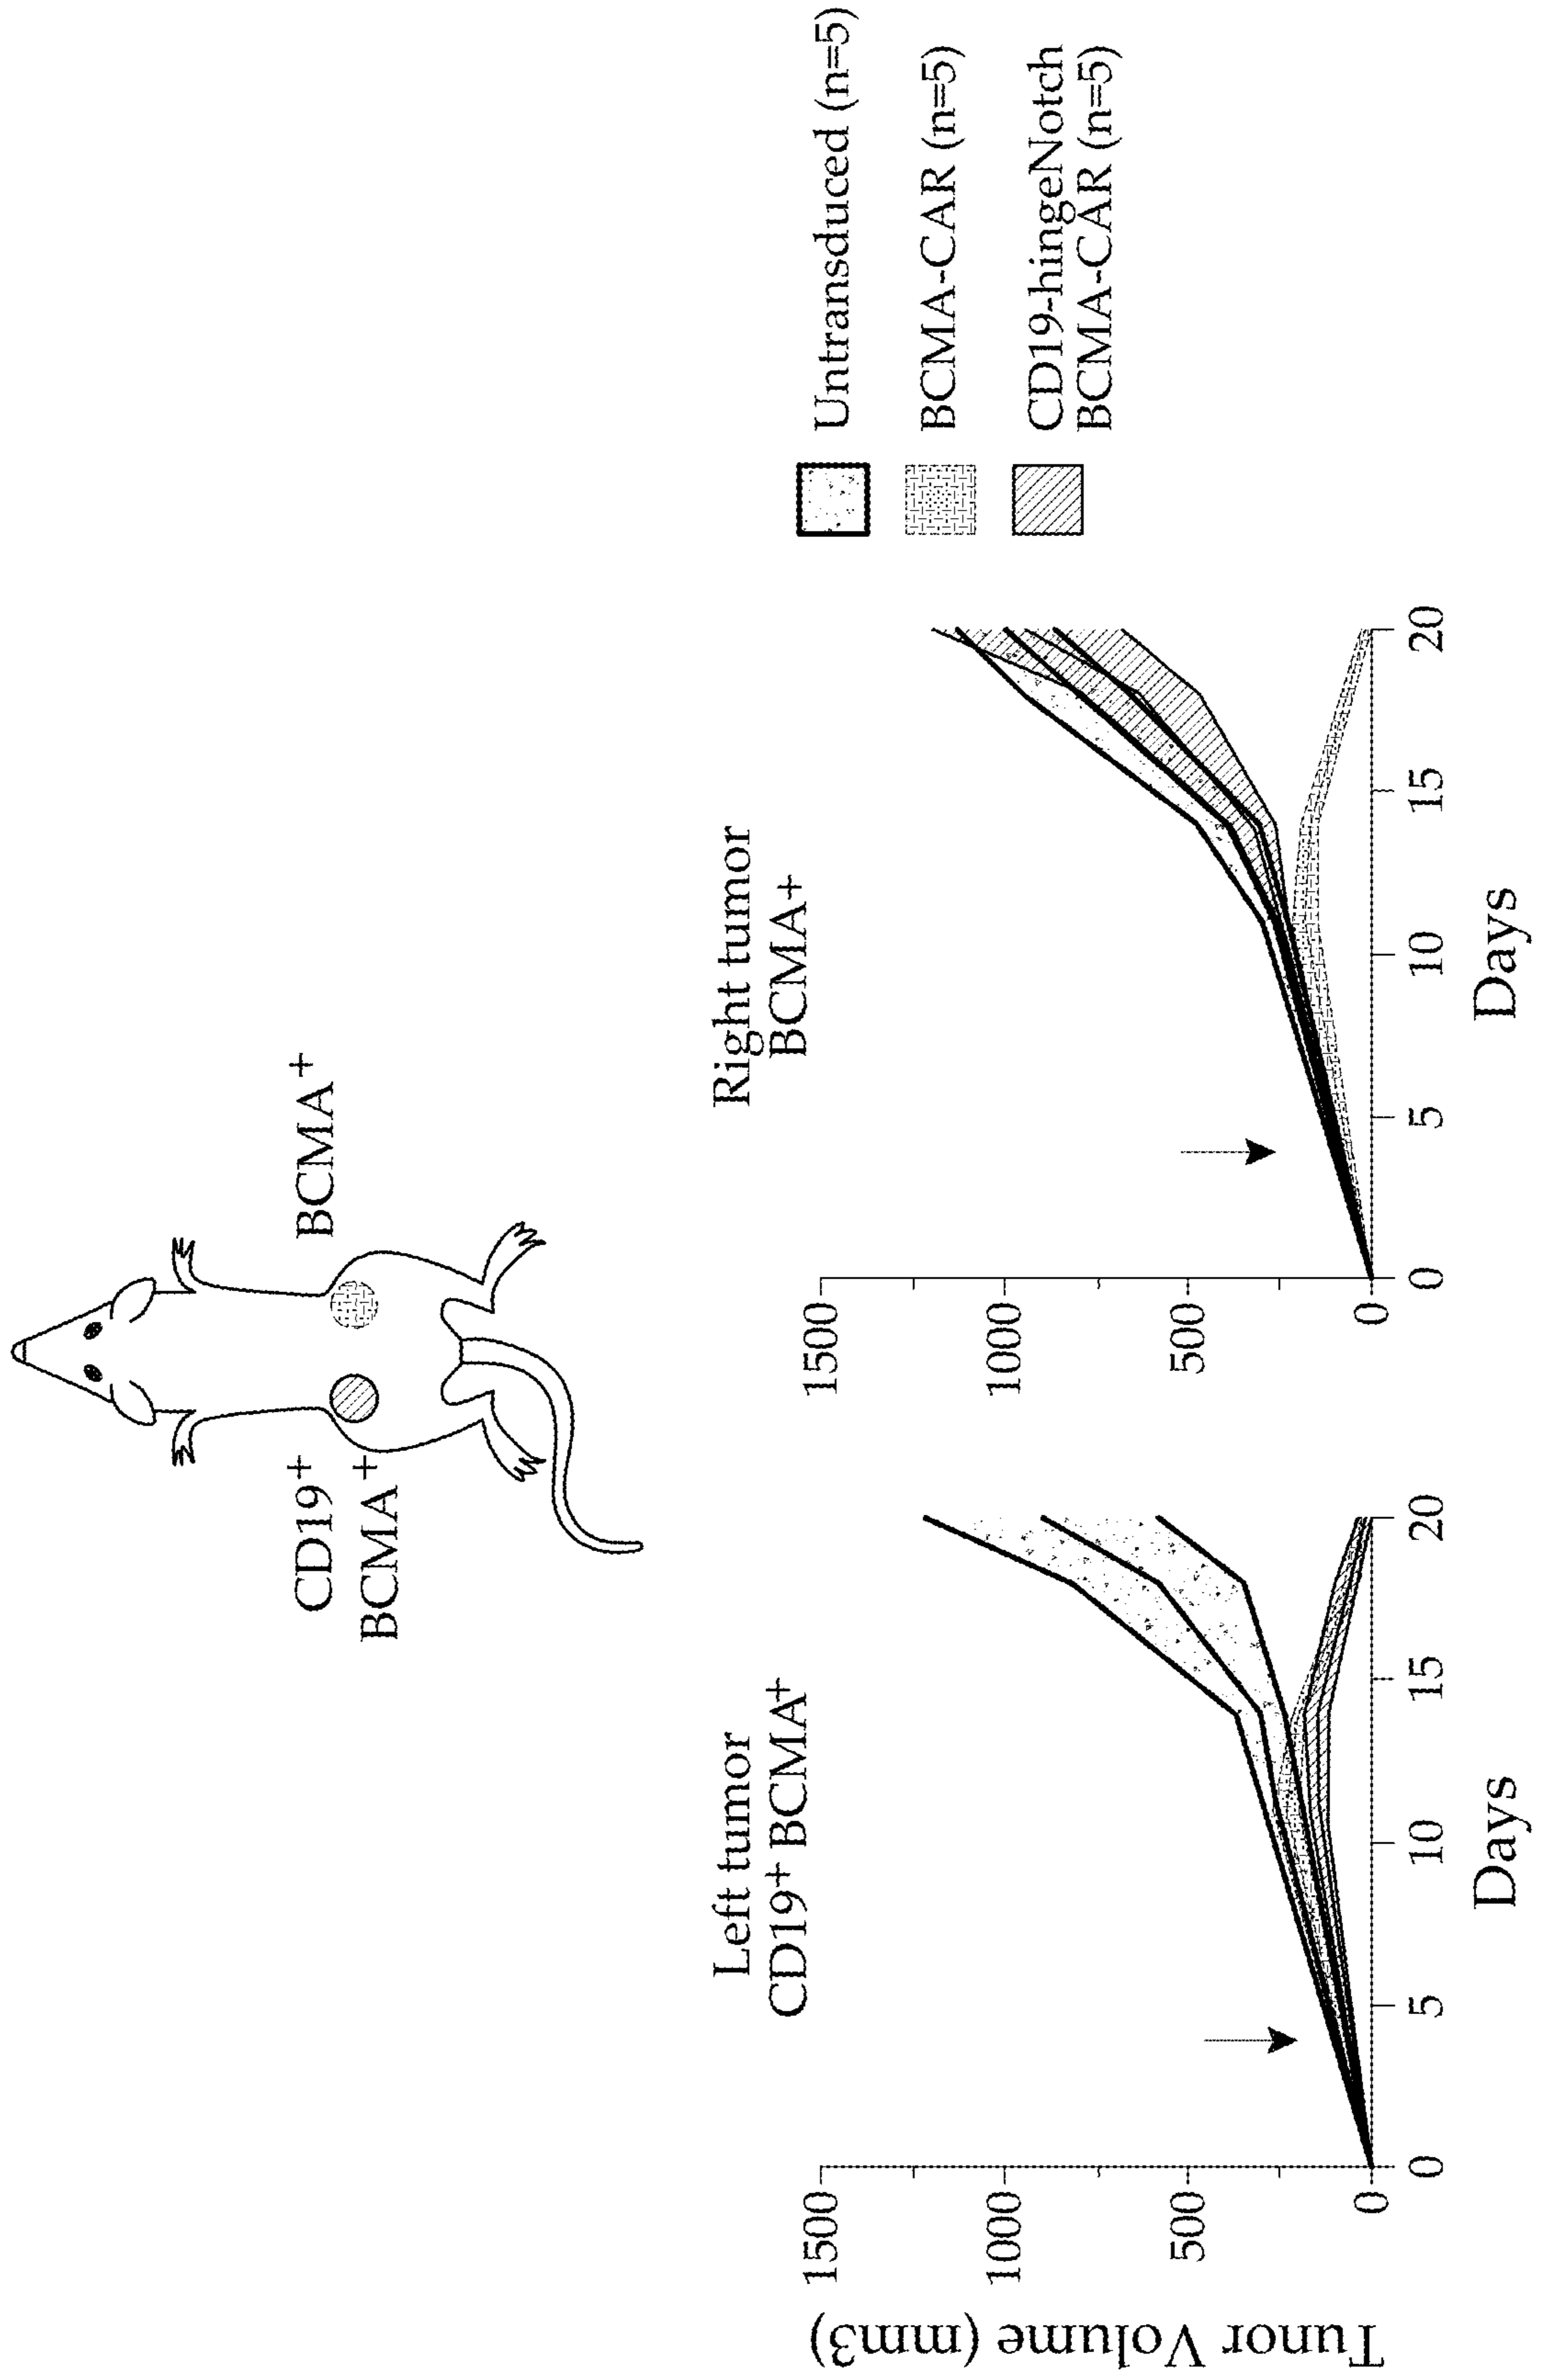 CD19+
BCMA+
BCMA+
Left tumor
CD19+ BCMA+
Tunor Volume (mm3)
1500
1000
500
0
0
5
10
15
20
Days
Right tumor
BCMA+
1500
1000
500
0
0
5
10
15
20
Days
Untransduced (n=5)
BCMA-CAR (n=5)
CD19-hingeNotch
BCMA-CAR (n=5)